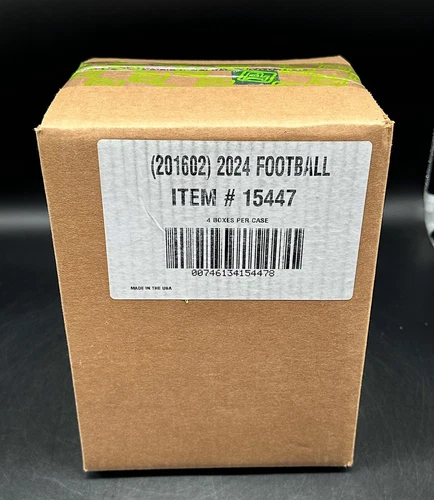 (201602) 2024 FOOTBALL
ITEM # 15447
4 BOXES PER CASE
00746134154478
MADE IN THE USA